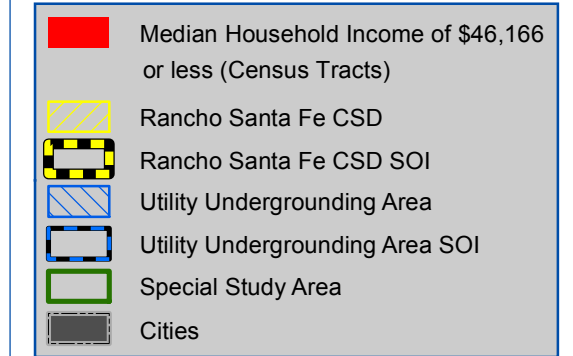 Median Household Income of $46,166
or less (Census Tracts)
Rancho Santa Fe CSD
Rancho Santa Fe CSD SOI
Utility Undergrounding Area
Utility Undergrounding Area SOI
Special Study Area
Cities